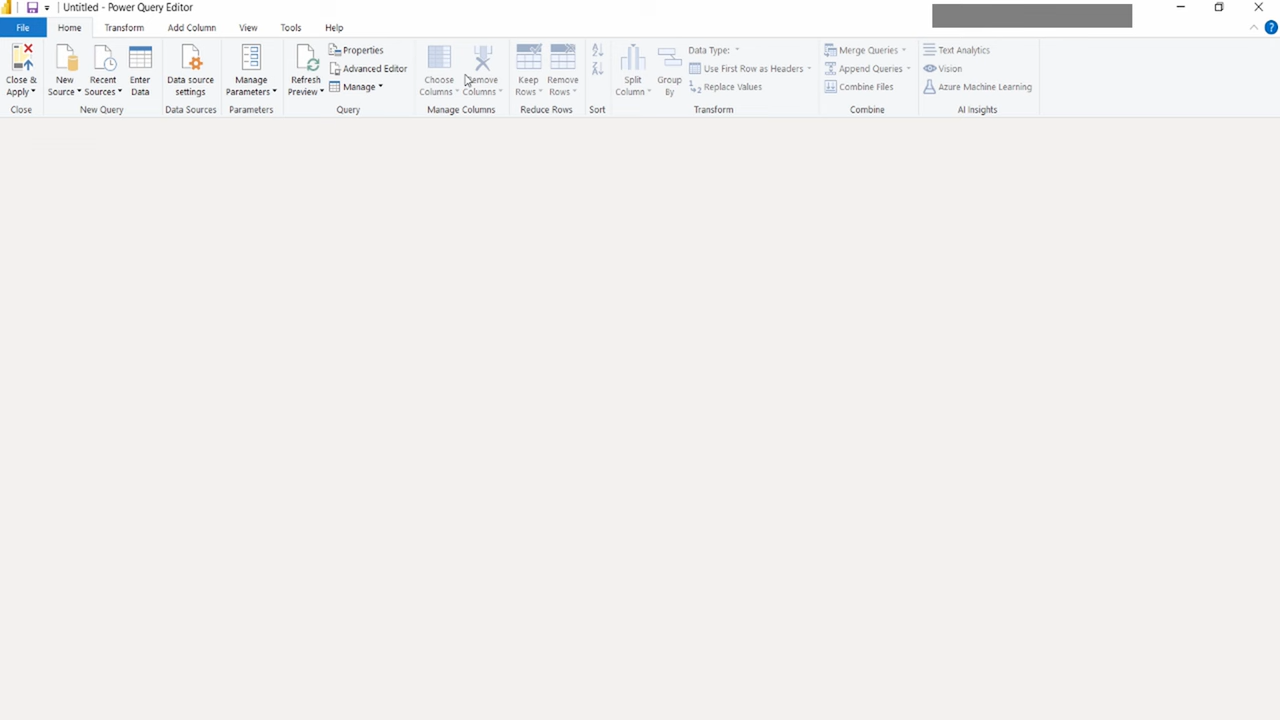 Untitled - Power Query Editor
File Home Transform Add Column View Tools Help
Close & Apply
Close
New Source
Recent Sources
Enter Data
New Query
Data source settings
Data Sources
Manage Parameters
Parameters
Refresh Preview
Properties
Advanced Editor
Manage
Query
Choose Columns
Remove Columns
Manage Columns
Keep Rows
Remove Rows
Reduce Rows
Sort
Split Column
Group By
Data Type:
Use First Row as Headers
Replace Values
Transform
Merge Queries
Append Queries
Combine Files
Combine
Text Analytics
Vision
Azure Machine Learning
AI Insights